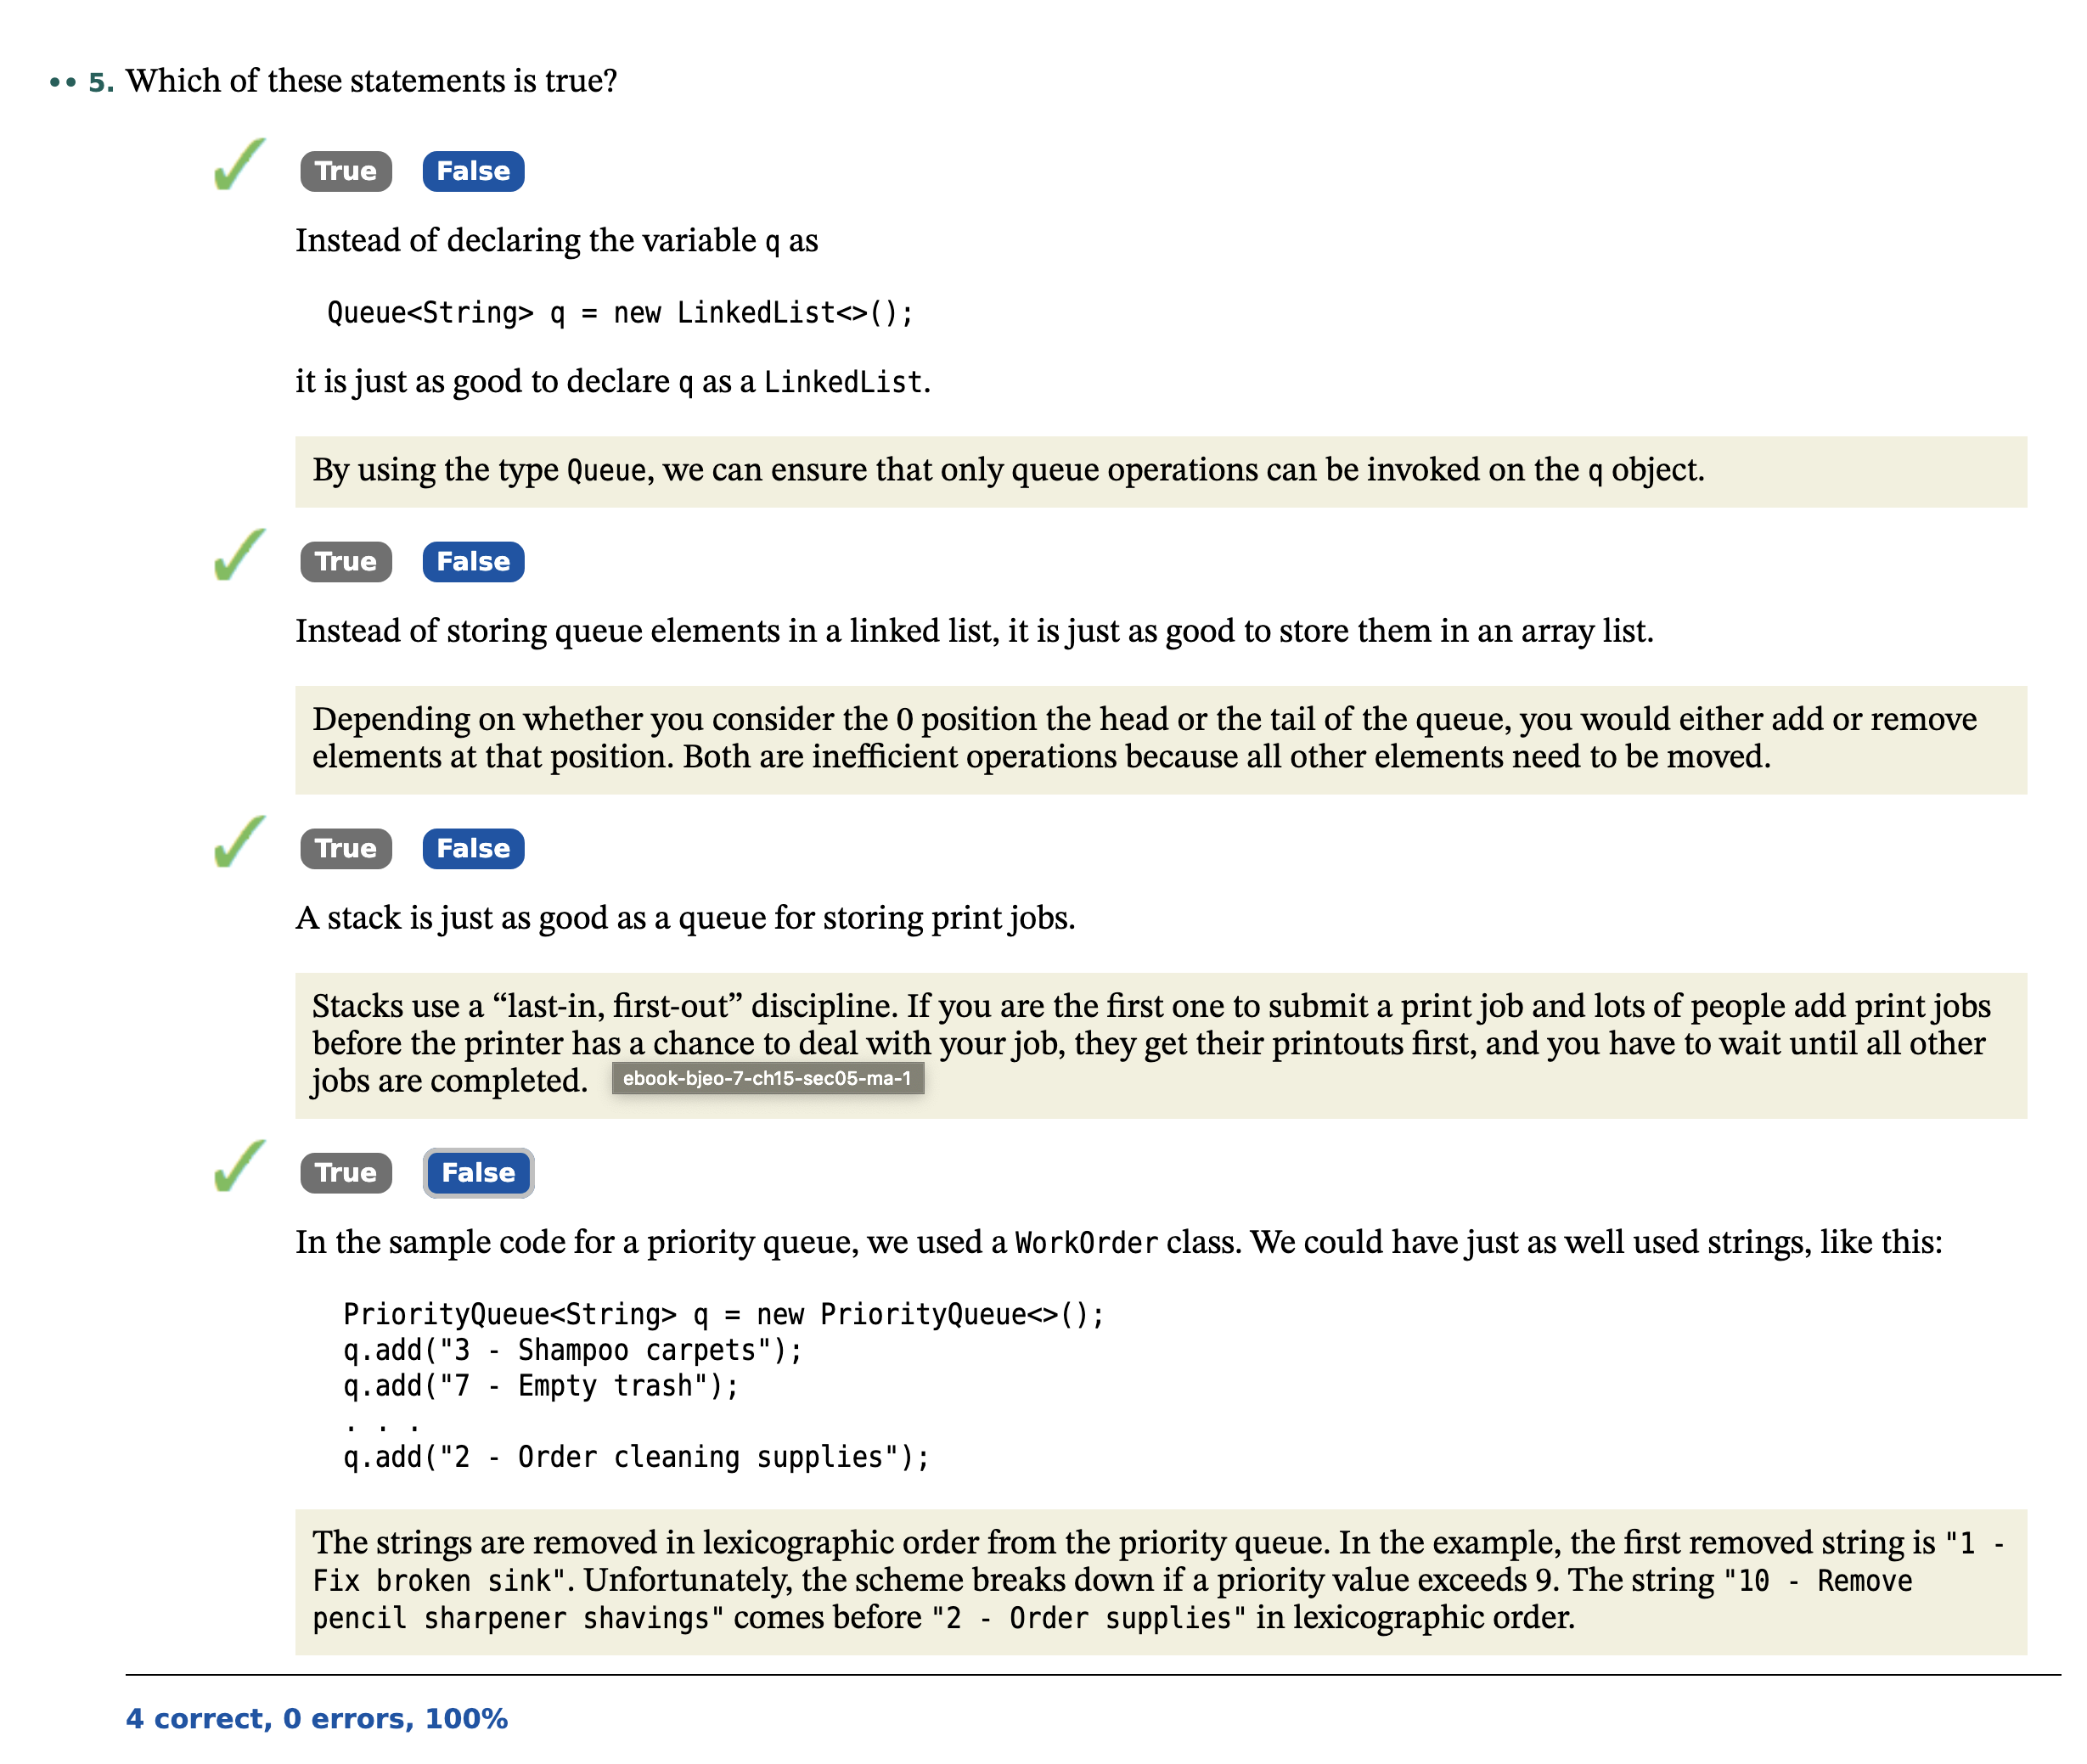 •• 5. Which of these statements is true?
True False
Instead of declaring the variable q as
Queue<String> q = new LinkedList<>();
it is just as good to declare q as a LinkedList.
By using the type Queue, we can ensure that only queue operations can be invoked on the q object.
True False
Instead of storing queue elements in a linked list, it is just as good to store them in an array list.
Depending on whether you consider the 0 position the head or the tail of the queue, you would either add or remove
elements at that position. Both are inefficient operations because all other elements need to be moved.
True False
A stack is just as good as a queue for storing print jobs.
Stacks use a “last-in, first-out” discipline. If you are the first one to submit a print job and lots of people add print jobs
before the printer has a chance to deal with your job, they get their printouts first, and you have to wait until all other
jobs are completed.
ebook-bjeo-7-ch15-sec05-ma-1
True False
In the sample code for a priority queue, we used a WorkOrder class. We could have just as well used strings, like this:
PriorityQueue<String> q = new PriorityQueue<>();
q.add("3 - Shampoo carpets");
q.add("7 - Empty trash");
. . .
q.add("2 - Order cleaning supplies");
The strings are removed in lexicographic order from the priority queue. In the example, the first removed string is "1 -
Fix broken sink". Unfortunately, the scheme breaks down if a priority value exceeds 9. The string "10 - Remove
pencil sharpener shavings" comes before "2 - Order supplies" in lexicographic order.
4 correct, 0 errors, 100%